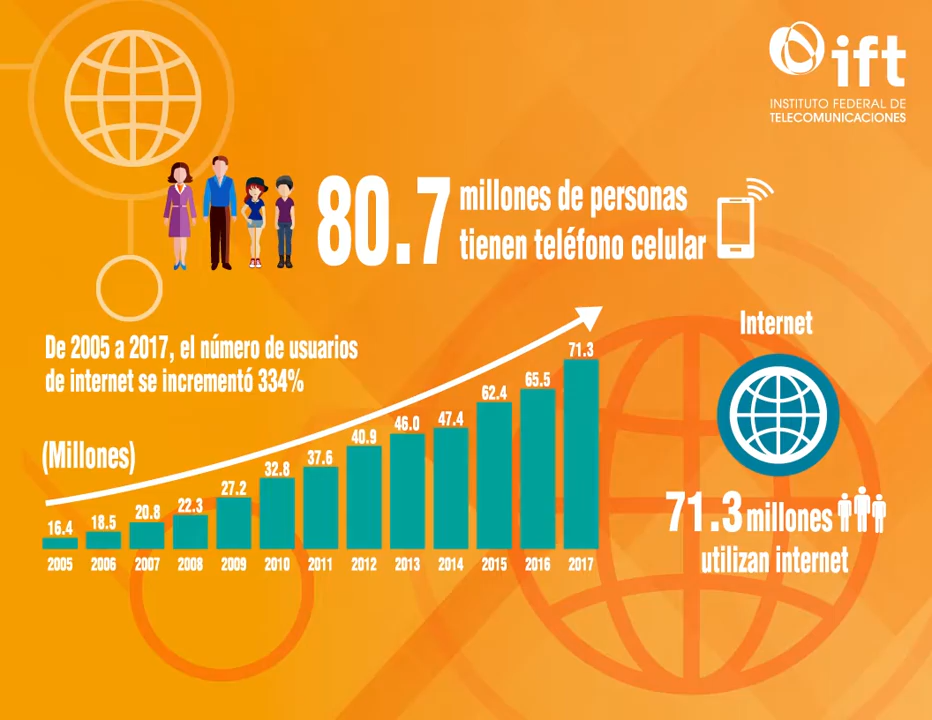 ift
INSTITUTO FEDERAL DE
TELECOMUNICACIONES
80.7
millones de personas
tienen teléfono celular
De 2005 a 2017, el número de usuarios
de internet se incrementó 334%
(Millones)
16.4 18.5 20.8 22.3 27.2 32.8 37.6 40.9 46.0 47.4 62.4 65.5 71.3
2005 2006 2007 2008 2009 2010 2011 2012 2013 2014 2015 2016 2017
Internet
71.3 millones
utilizan internet